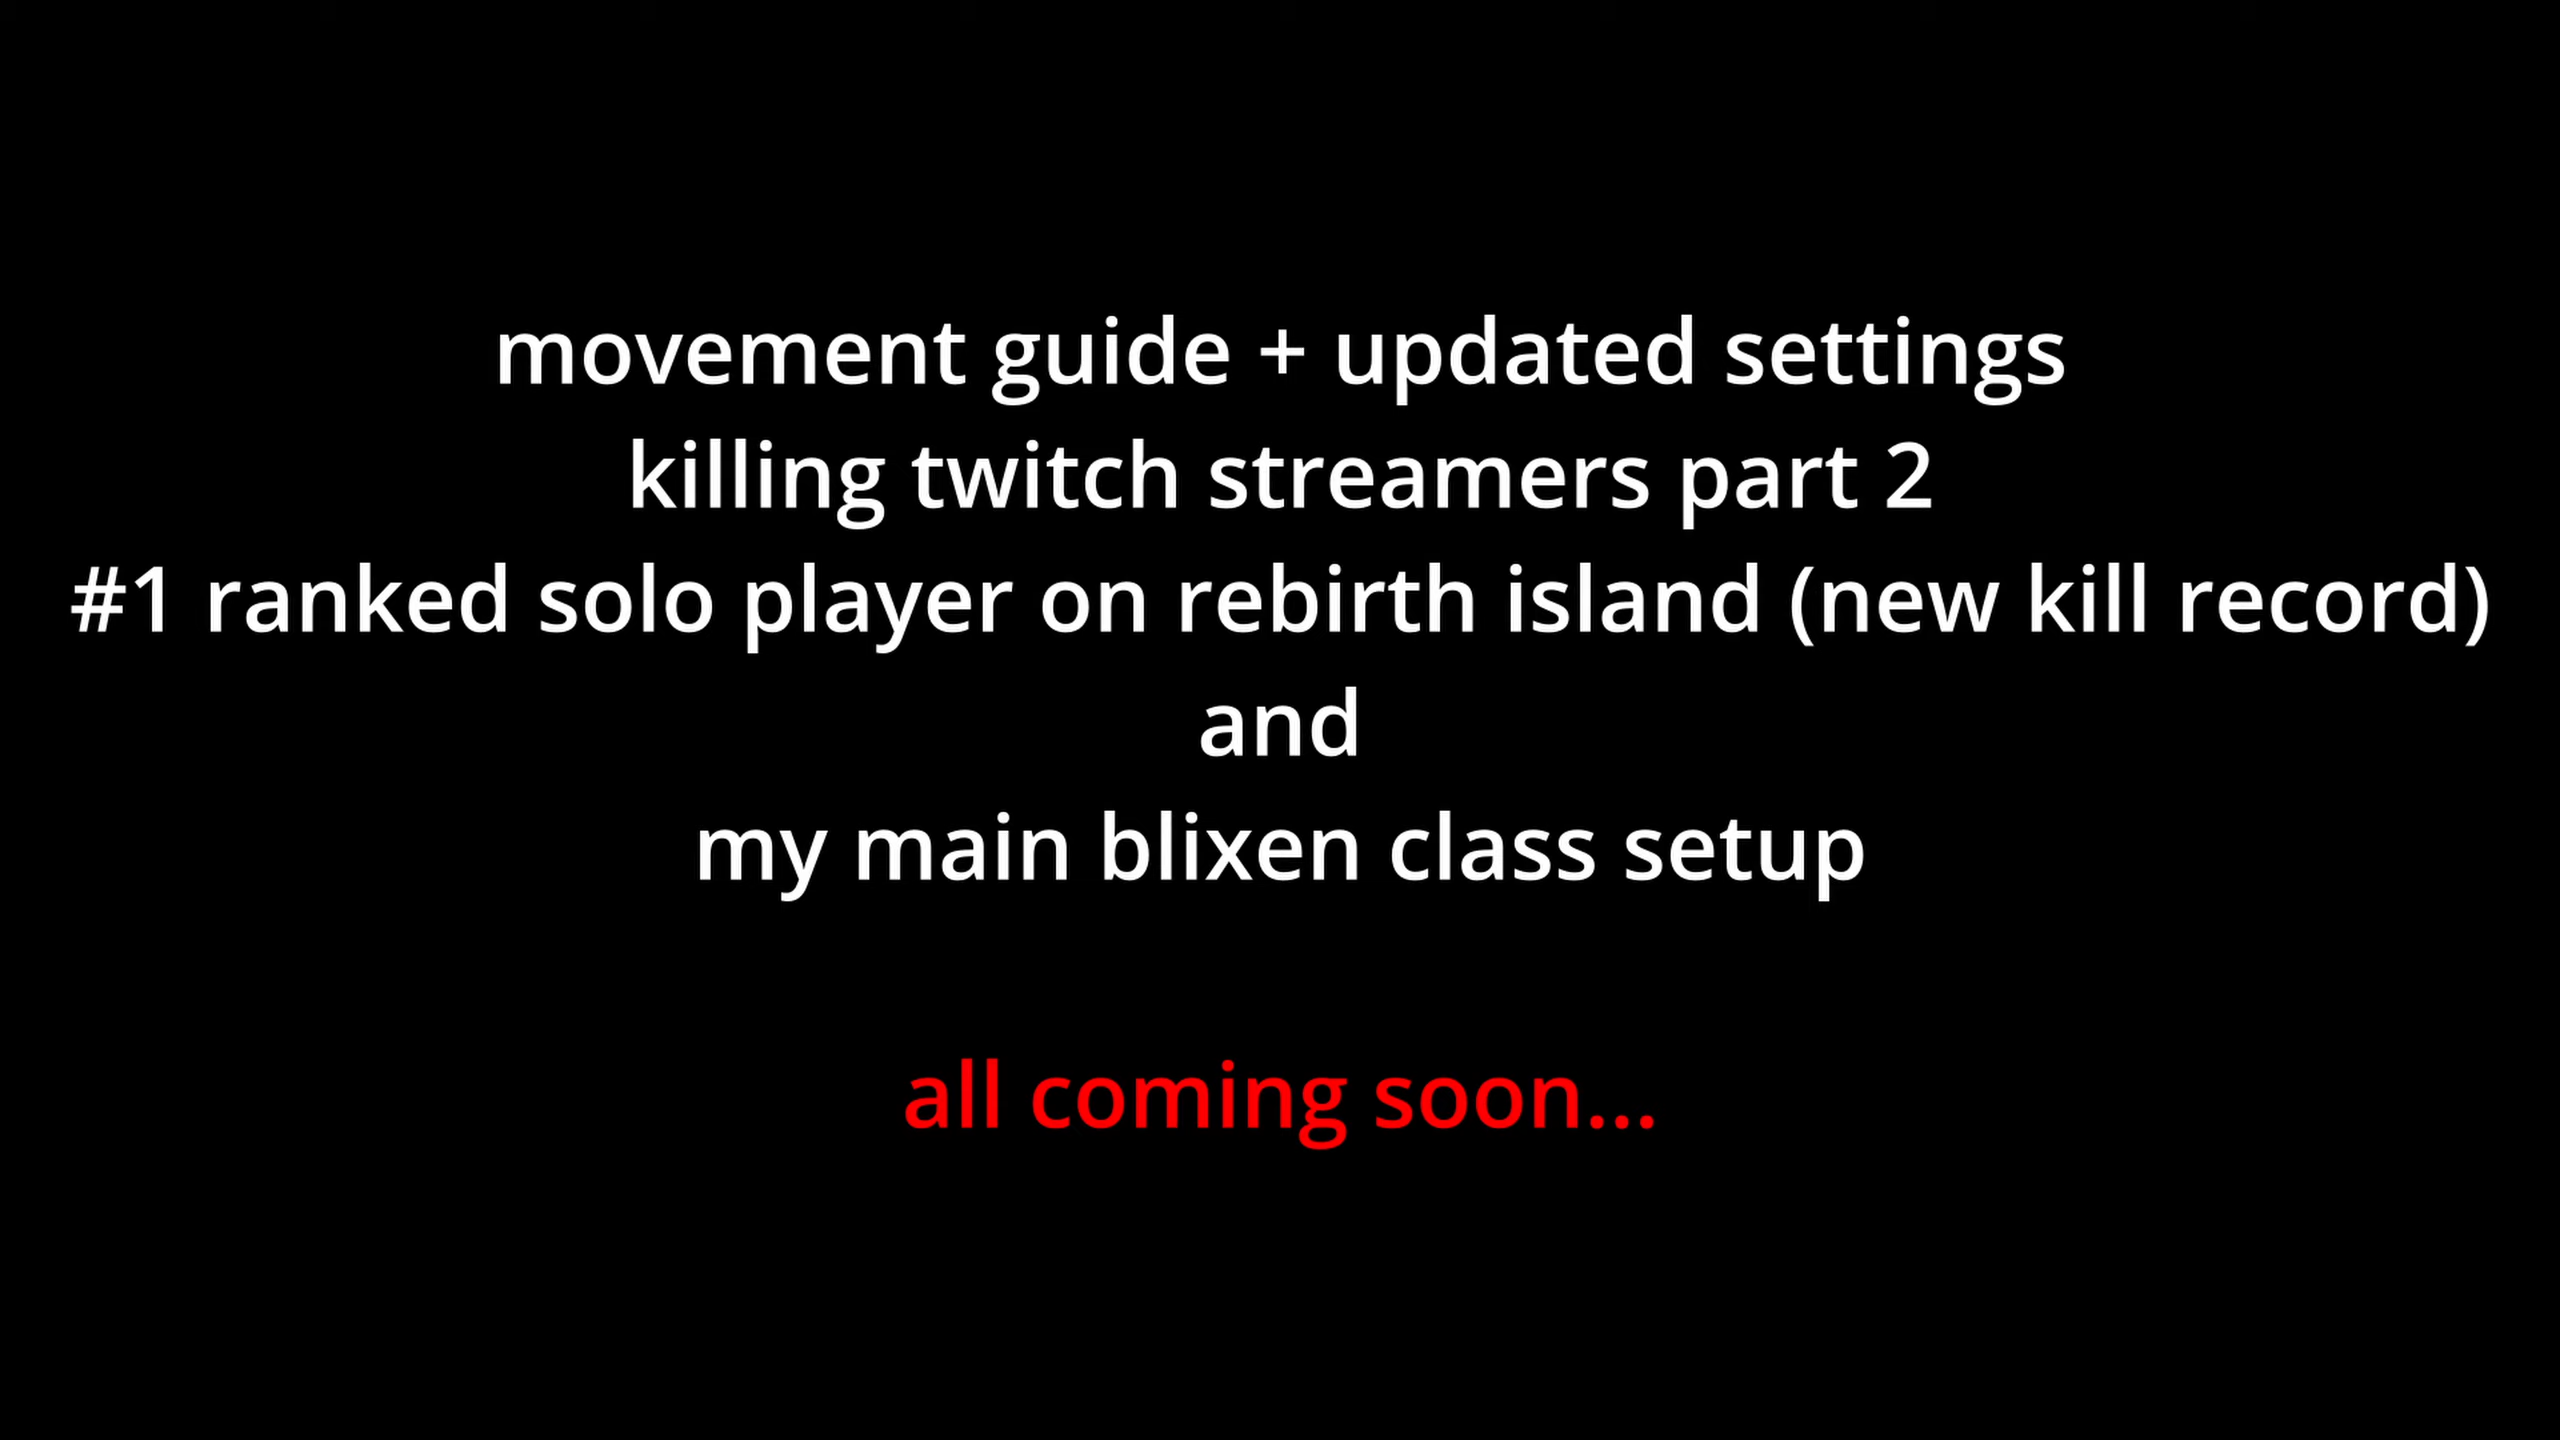 movement guide + updated settings
killing twitch streamers part 2
#1 ranked solo player on rebirth island (new kill record)
and
my main blixen class setup
all coming soon...